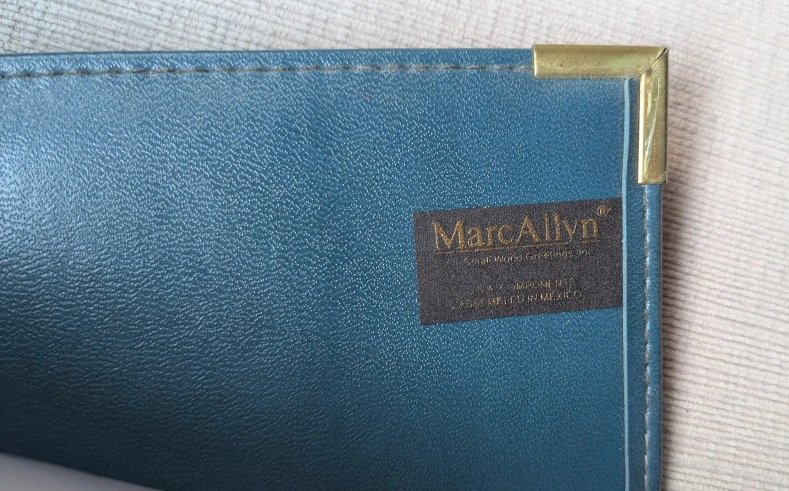 MarcAllyn®
Small World Greetings, Inc.
U.S.A. COMPONENTS
ASSEMBLED IN MEXICO